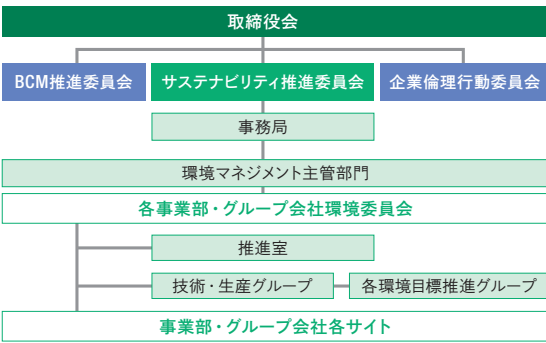 取締役会
BCM推進委員会
サステナビリティ推進委員会
企業倫理行動委員会
事務局
環境マネジメント主管部門
各事業部・グループ会社環境委員会
推進室
技術・生産グループ
各環境目標推進グループ
事業部・グループ会社各サイト